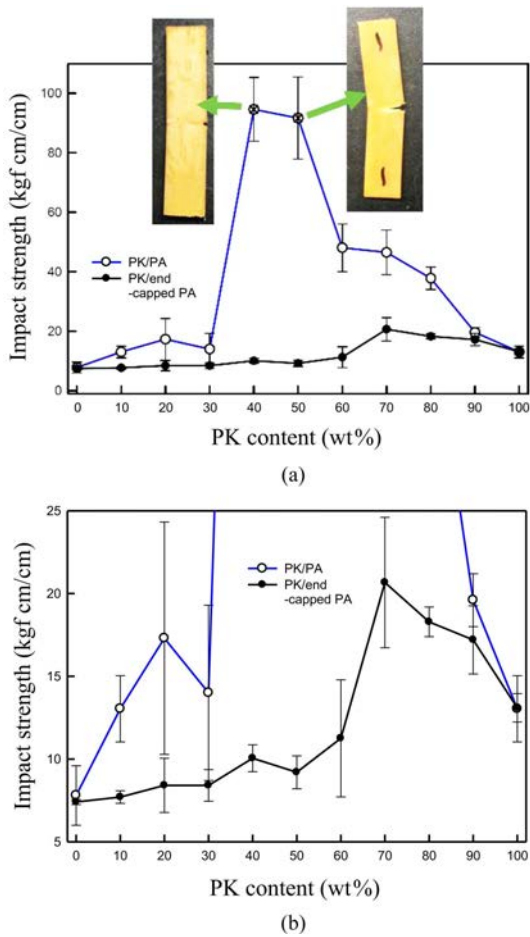 100
80
60
40
20
0
Impact strength (kgf cm/cm)
PK/PA
PK/end
-capped PA
0 10 20 30 40 50 60 70 80 90 100
PK content (wt%)
(a)
25
20
15
10
5
Impact strength (kgf cm/cm)
PK/PA
PK/end
-capped PA
0 10 20 30 40 50 60 70 80 90 100
PK content (wt%)
(b)